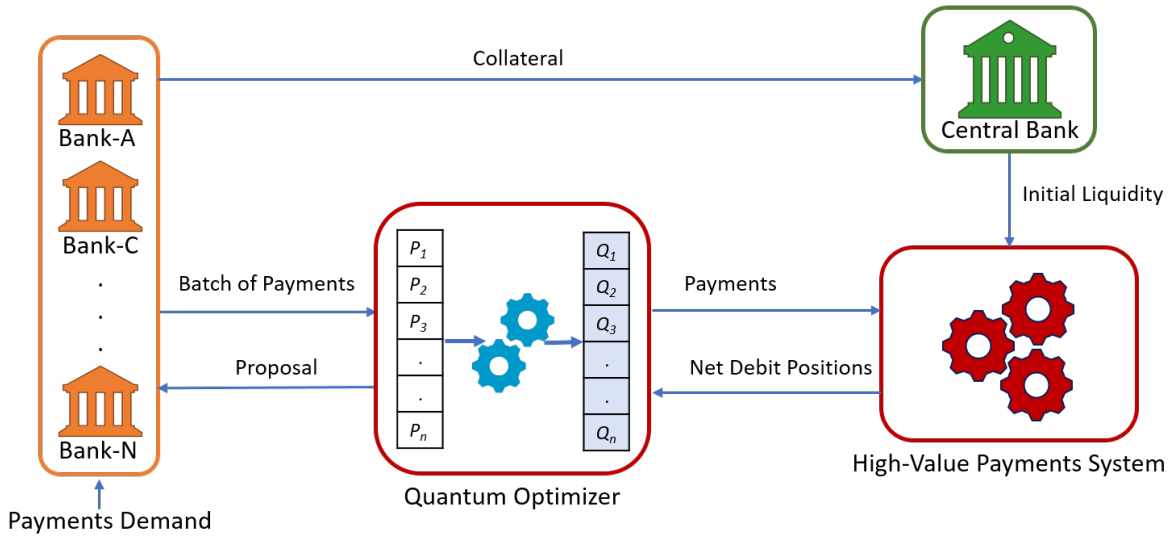 Collateral
Bank-A
Central Bank
Initial Liquidity
Bank-C
.
.
.
Batch of Payments
Proposal
P1
P2
P3
.
.
Pn
Q1
Q2
Q3
.
.
Qn
Payments
Net Debit Positions
Bank-N
High-Value Payments System
Quantum Optimizer
Payments Demand